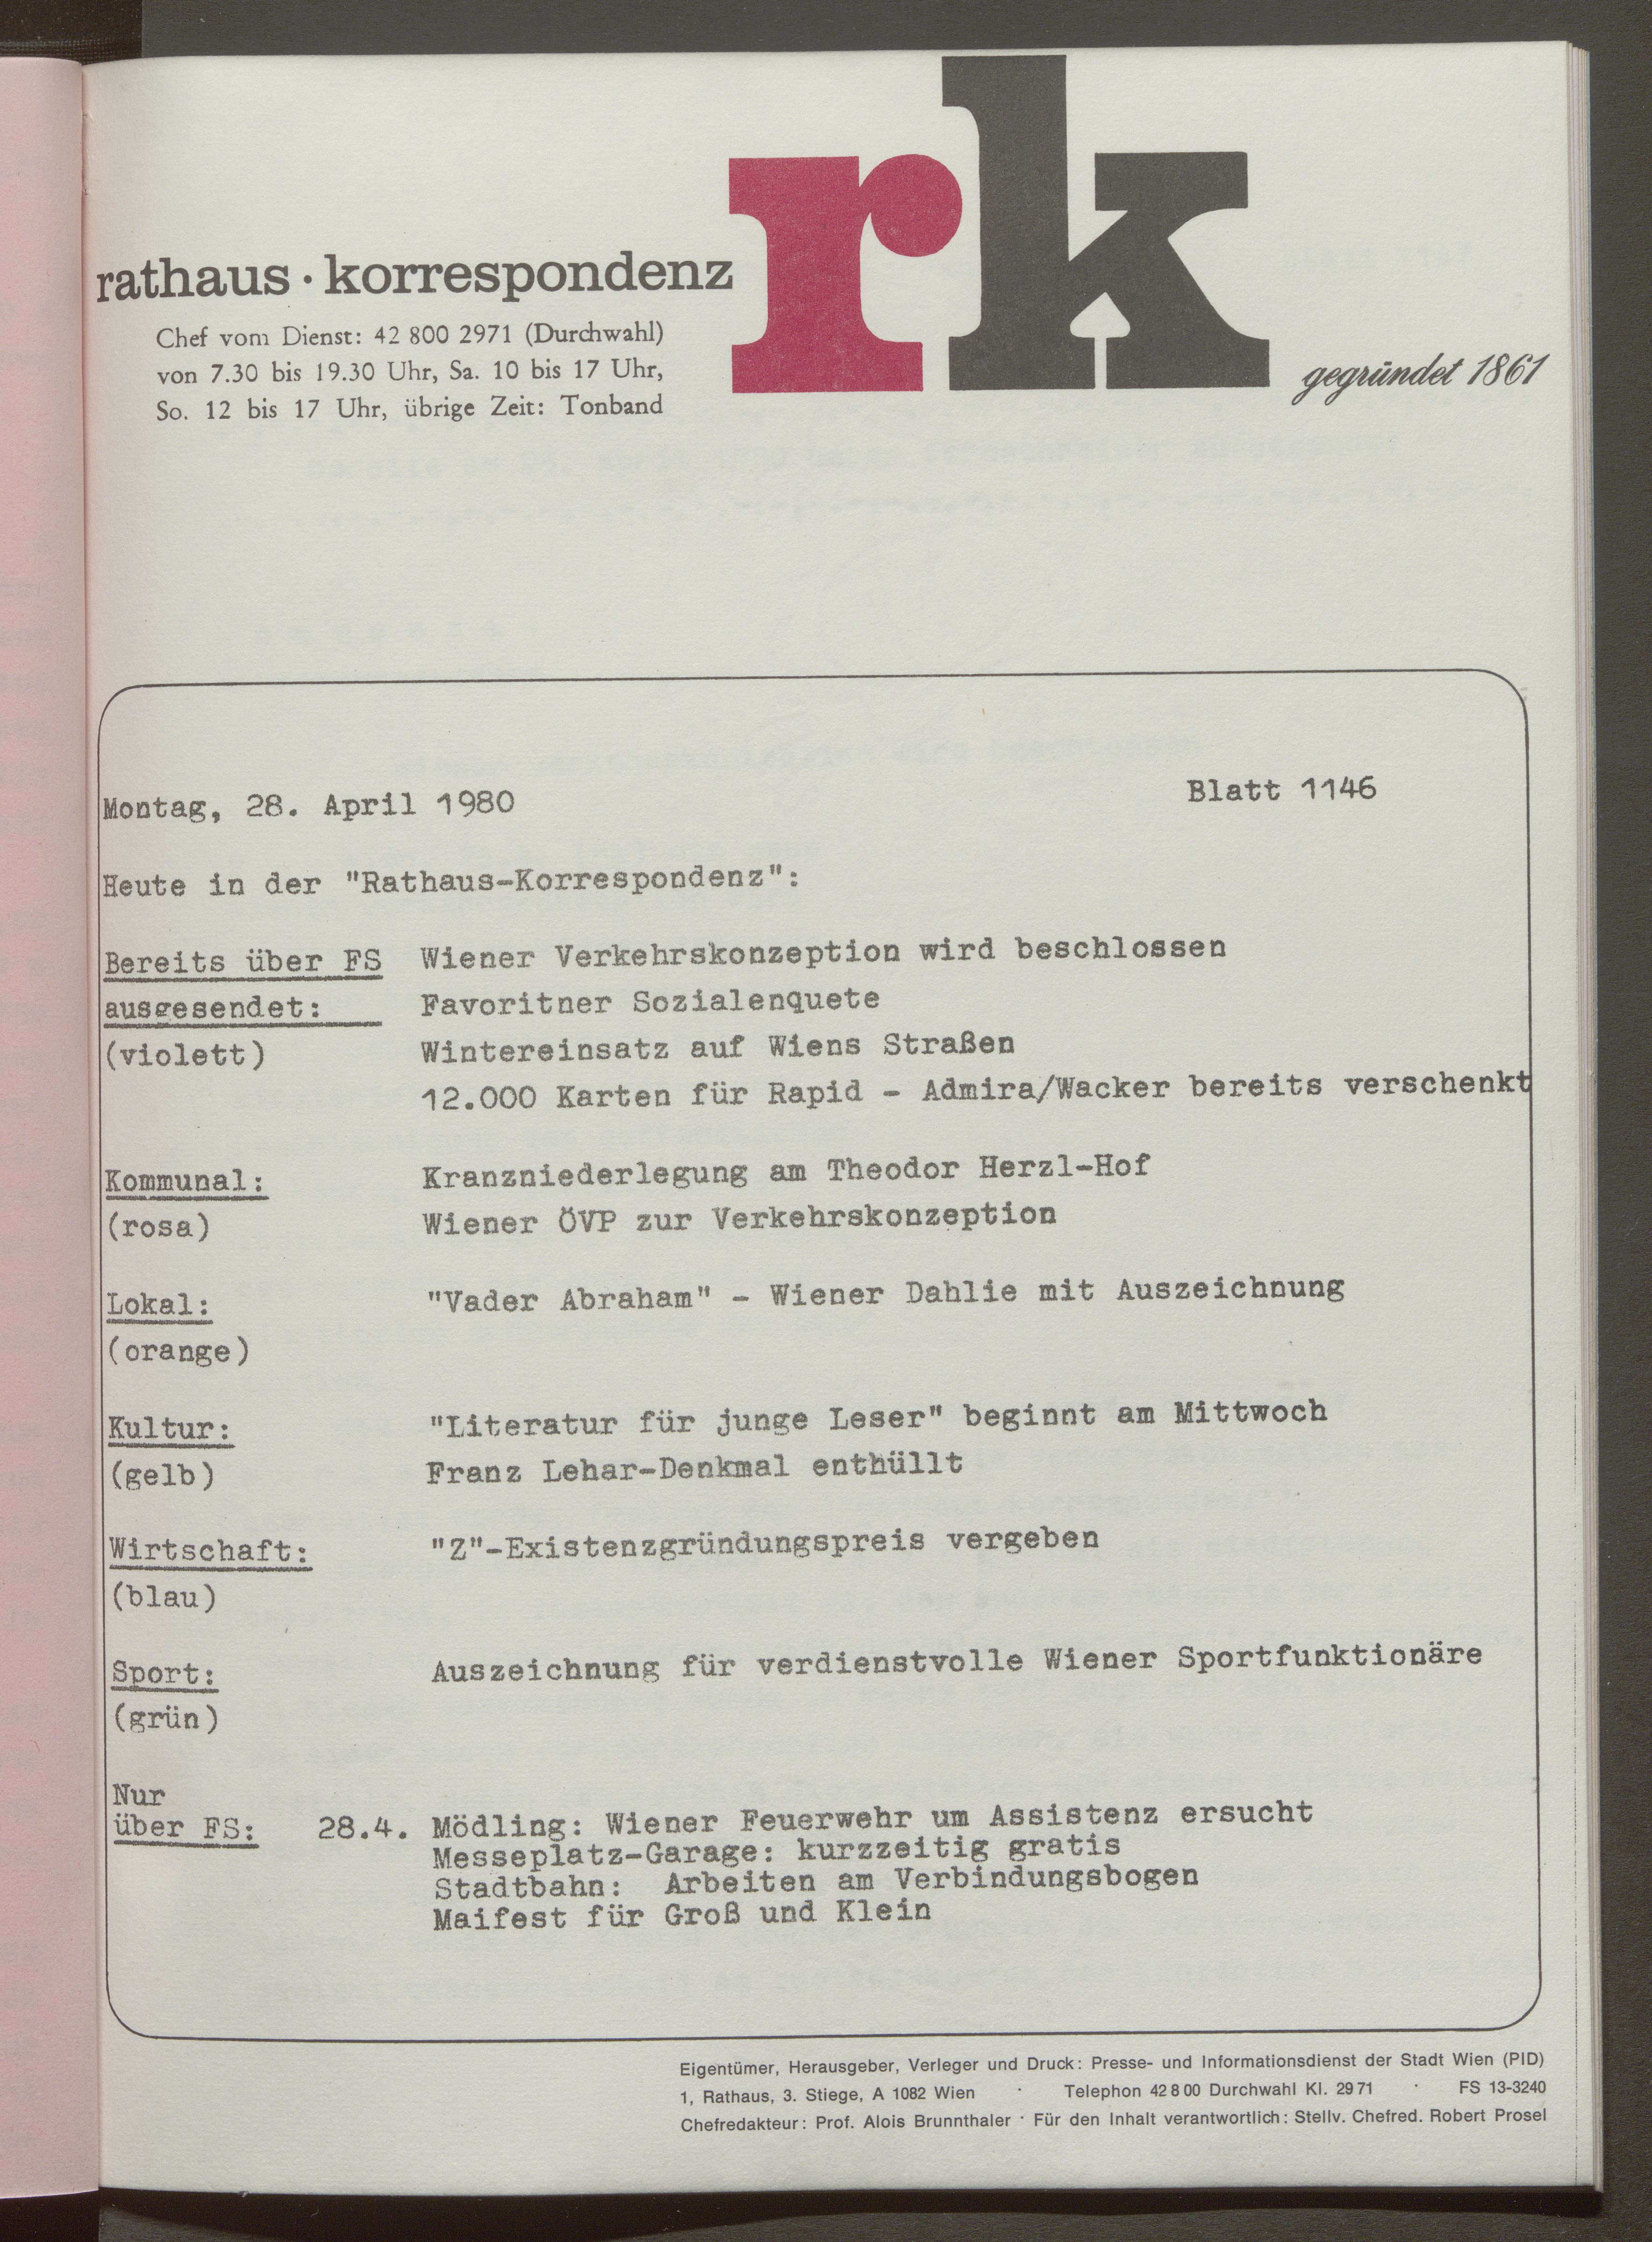 rk
rathaus · korrespondenz
Chef vom Dienst: 42 800 2971 (Durchwahl)
von 7.30 bis 19.30 Uhr, Sa. 10 bis 17 Uhr,
So. 12 bis 17 Uhr, übrige Zeit: Tonband
gegründet 1861
Montag, 28. April 1980 Blatt 1146
Heute in der "Rathaus-Korrespondenz":
Bereits über FS Wiener Verkehrskonzeption wird beschlossen
ausgesendet: Favoritner Sozialenquete
(violett) Wintereinsatz auf Wiens Straßen
12.000 Karten für Rapid - Admira/Wacker bereits verschenkt
Kommunal: Kranzniederlegung am Theodor Herzl-Hof
(rosa) Wiener ÖVP zur Verkehrskonzeption
Lokal: "Vader Abraham" - Wiener Dahlie mit Auszeichnung
(orange)
Kultur: "Literatur für junge Leser" beginnt am Mittwoch
(gelb) Franz Lehar-Denkmal enthüllt
Wirtschaft: "Z"-Existenzgründungspreis vergeben
(blau)
Sport: Auszeichnung für verdienstvolle Wiener Sportfunktionäre
(grün)
Nur
über FS: 28.4. Mödling: Wiener Feuerwehr um Assistenz ersucht
Messeplatz-Garage: kurzzeitig gratis
Stadtbahn: Arbeiten am Verbindungsbogen
Maifest für Groß und Klein
Eigentümer, Herausgeber, Verleger und Druck: Presse- und Informationsdienst der Stadt Wien (PID)
1, Rathaus, 3. Stiege, A 1082 Wien · Telephon 42 8 00 Durchwahl Kl. 29 71 · FS 13-3240
Chefredakteur: Prof. Alois Brunnthaler · Für den Inhalt verantwortlich: Stellv. Chefred. Robert Prosel